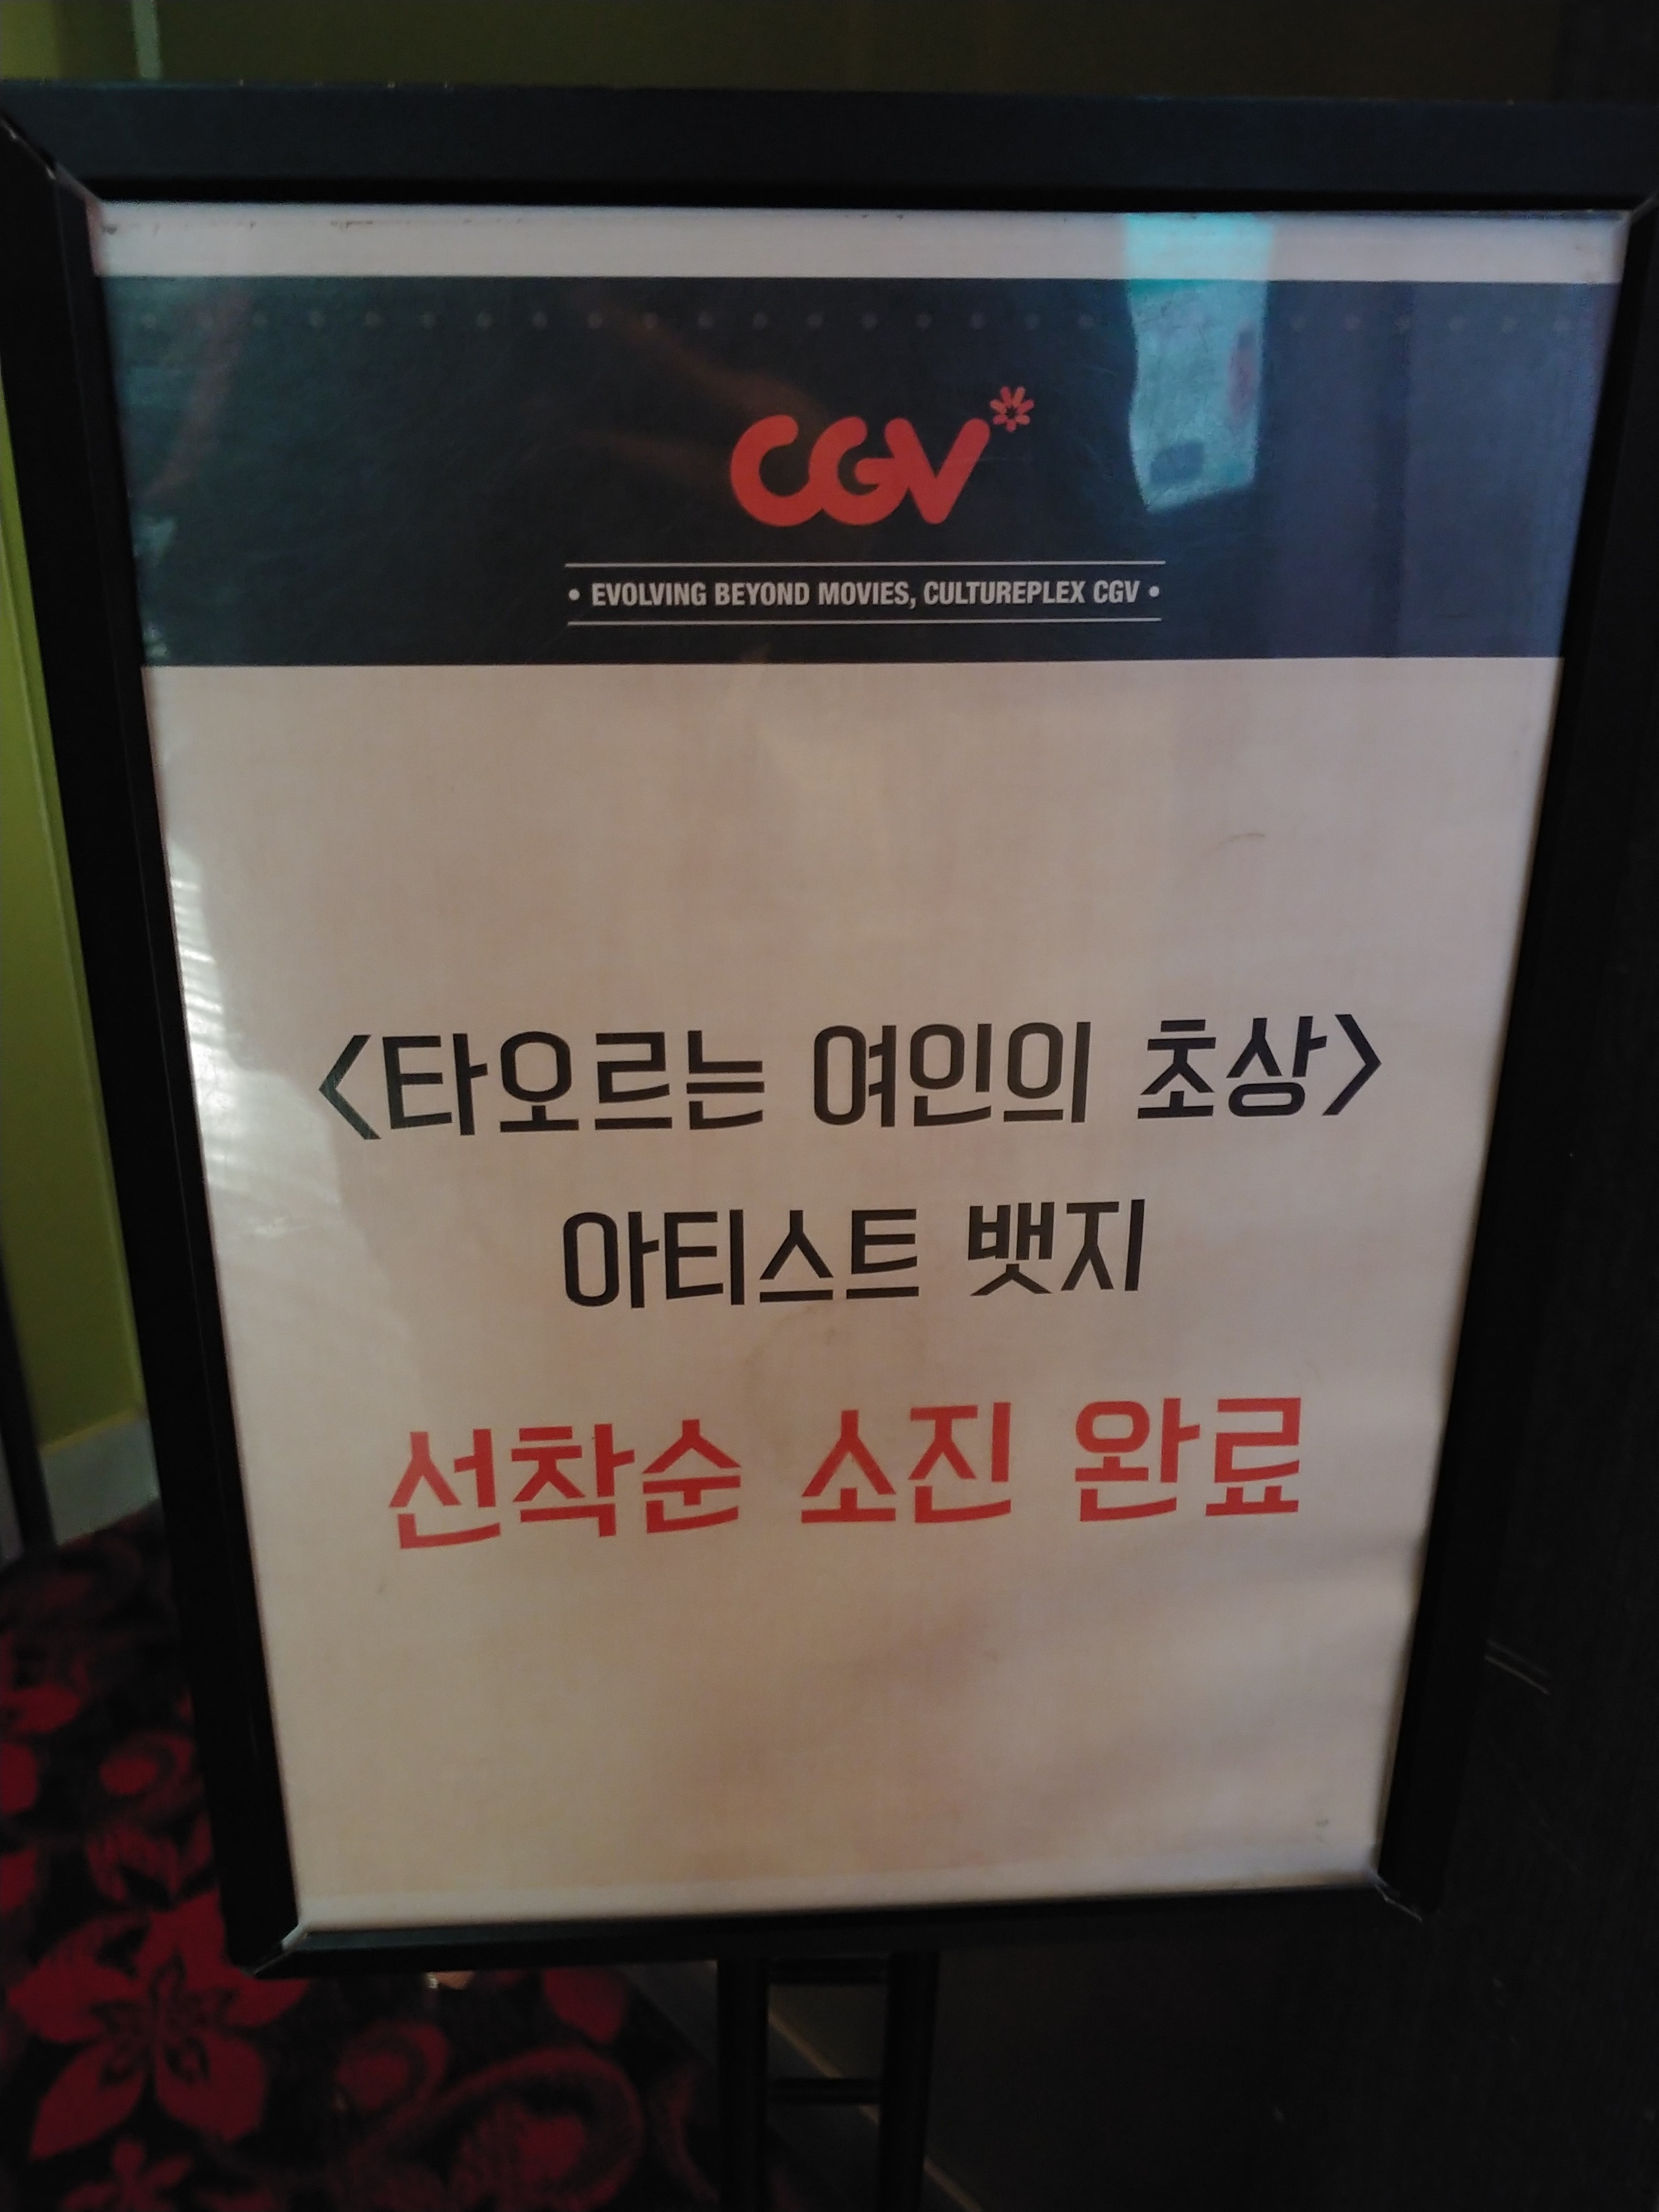 CGV
• EVOLVING BEYOND MOVIES, CULTUREPLEX CGV •
<타오르는 여인의 초상>
아티스트 뱃지
선착순 소진 완료